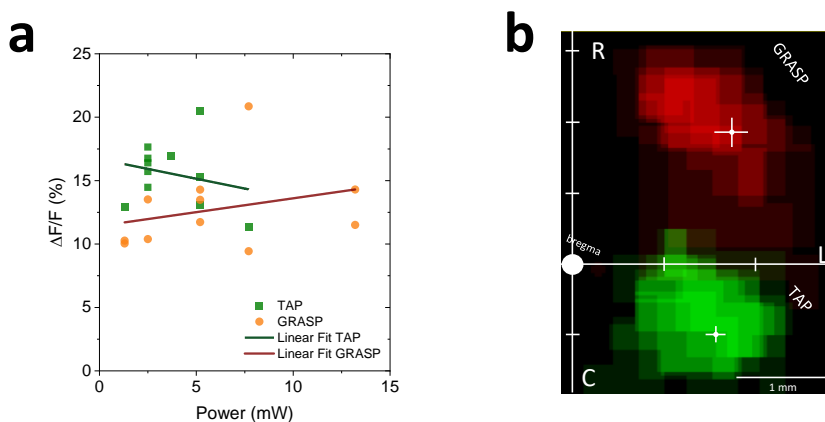 a
b
25
20
15
10
5
0
ΔF/F (%)
TAP
GRASP
Linear Fit TAP
Linear Fit GRASP
0
5
10
15
Power (mW)
R
GRASP
bregma
L
TAP
C
1 mm